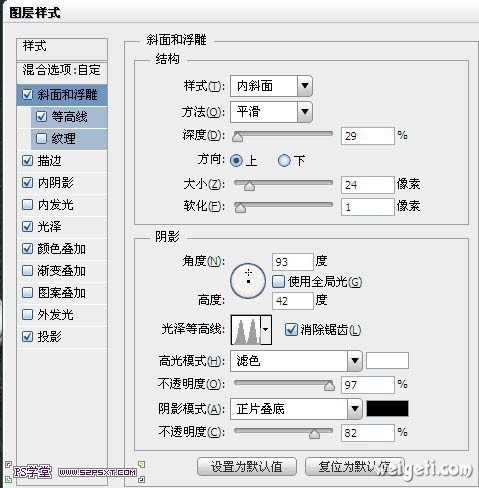 图层样式
样式
混合选项:自定
斜面和浮雕
等高线
纹理
描边
内阴影
内发光
光泽
颜色叠加
渐变叠加
图案叠加
外发光
投影
斜面和浮雕
结构
样式(T): 内斜面
方法(Q): 平滑
深度(D): 29 %
方向: 上 下
大小(Z): 24 像素
软化(F): 1 像素
阴影
角度(N): 93 度
使用全局光(G)
高度: 42 度
光泽等高线: 消除锯齿(L)
高光模式(H): 滤色
不透明度(O): 97 %
阴影模式(A): 正片叠底
不透明度(C): 82 %
设置为默认值 复位为默认值
PS学堂 www.52psxt.com
weigeti.com